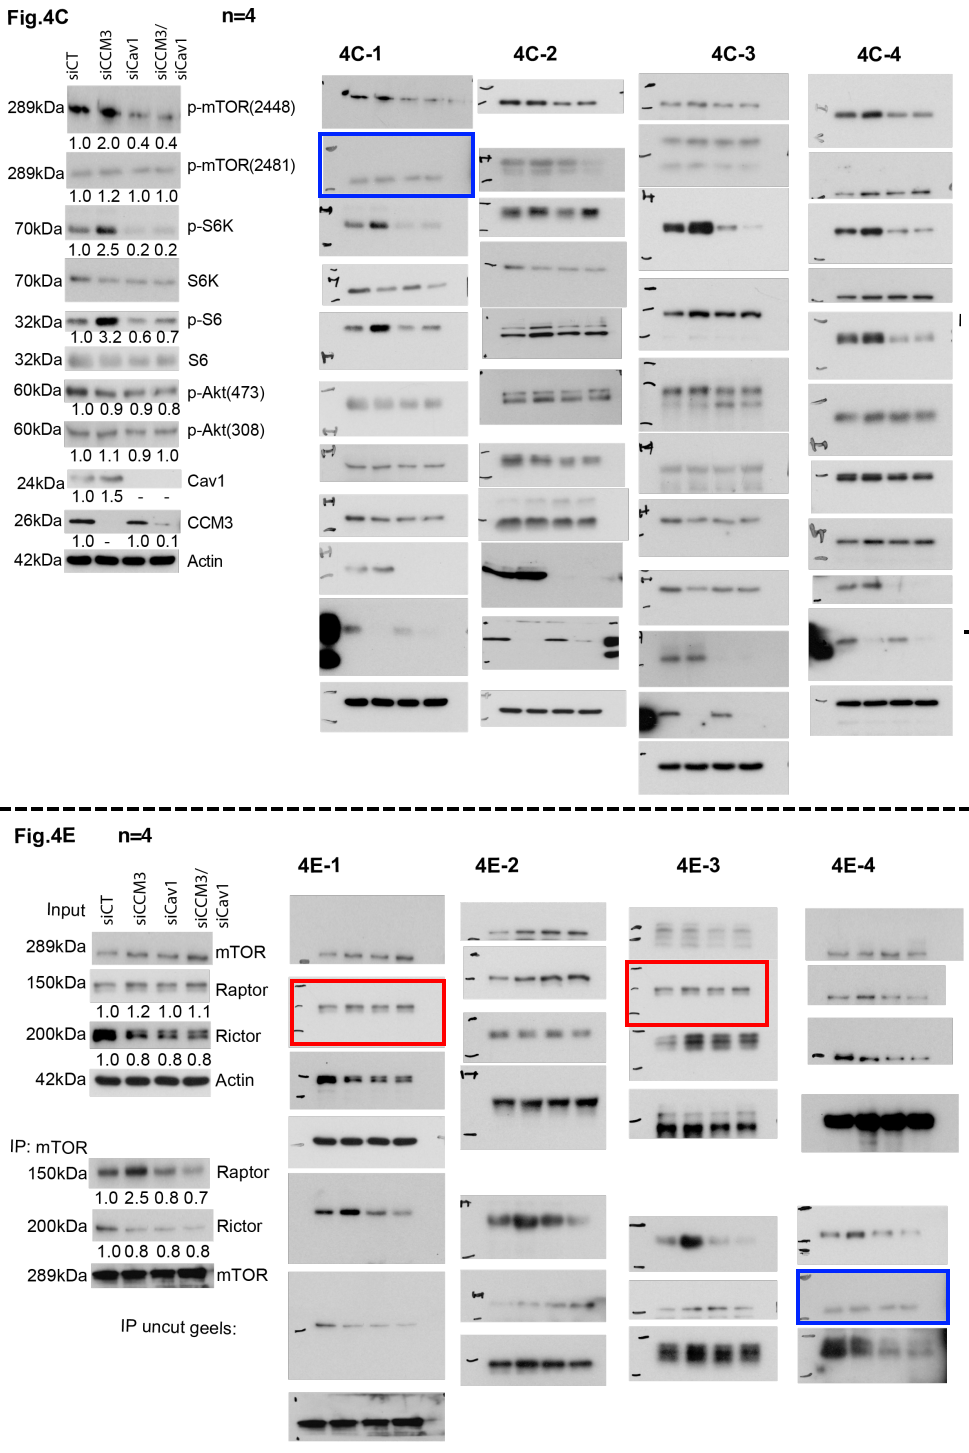 Fig.4C
n=4
siCT
siCCM3
siCav1
siCCM3/
siCav1
4C-1
4C-2
4C-3
4C-4
289kDa
p-mTOR(2448)
1.0 2.0 0.4 0.4
289kDa
p-mTOR(2481)
1.0 1.2 1.0 1.0
70kDa
p-S6K
1.0 2.5 0.2 0.2
70kDa
S6K
32kDa
p-S6
1.0 3.2 0.6 0.7
32kDa
S6
60kDa
p-Akt(473)
1.0 0.9 0.9 0.8
60kDa
p-Akt(308)
1.0 1.1 0.9 1.0
24kDa
Cav1
1.0 1.5 - -
26kDa
CCM3
1.0 - 1.0 0.1
42kDa
Actin
Fig.4E
n=4
siCT
siCCM3
siCav1
siCCM3/
siCav1
4E-1
4E-2
4E-3
4E-4
Input
289kDa
mTOR
150kDa
Raptor
1.0 1.2 1.0 1.1
200kDa
Rictor
1.0 0.8 0.8 0.8
42kDa
Actin
IP: mTOR
150kDa
Raptor
1.0 2.5 0.8 0.7
200kDa
Rictor
1.0 0.8 0.8 0.8
289kDa
mTOR
IP uncut geels: